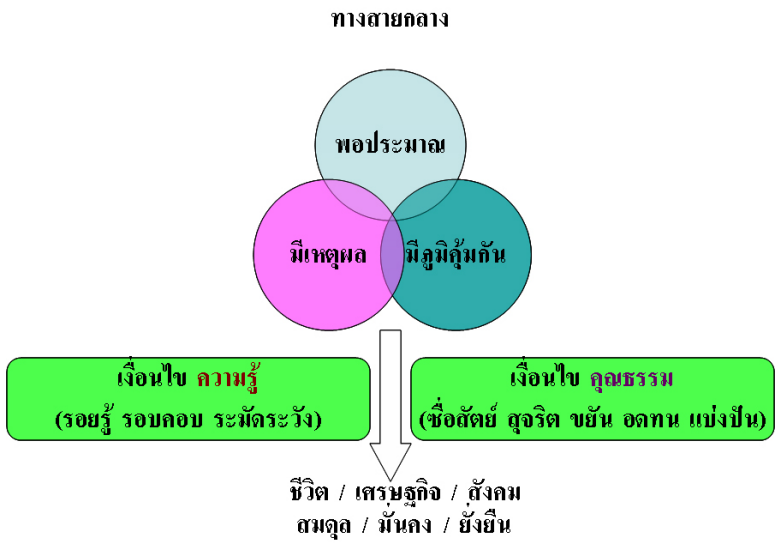 ทางสายกลาง
พอประมาณ
มีเหตุผล
มีภูมิคุ้มกัน
เงื่อนไข ความรู้
(รอยรู้ รอบคอบ ระมัดระวัง)
เงื่อนไข คุณธรรม
(ซื่อสัตย์ สุจริต ขยัน อดทน แบ่งปัน)
ชีวิต / เศรษฐกิจ / สังคม
สมดุล / มั่นคง / ยั่งยืน